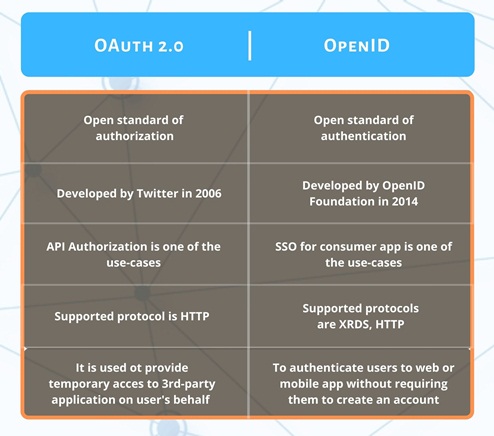 OAuth 2.0 | OpenID
Open standard of
authorization
Open standard of
authentication
Developed by Twitter in 2006
Developed by OpenID
Foundation in 2014
API Authorization is one of the
use-cases
SSO for consumer app is one of
the use-cases
Supported protocol is HTTP
Supported protocols
are XRDS, HTTP
It is used ot provide
temporary acces to 3rd-party
application on user's behalf
To authenticate users to web or
mobile app without requiring
them to create an account